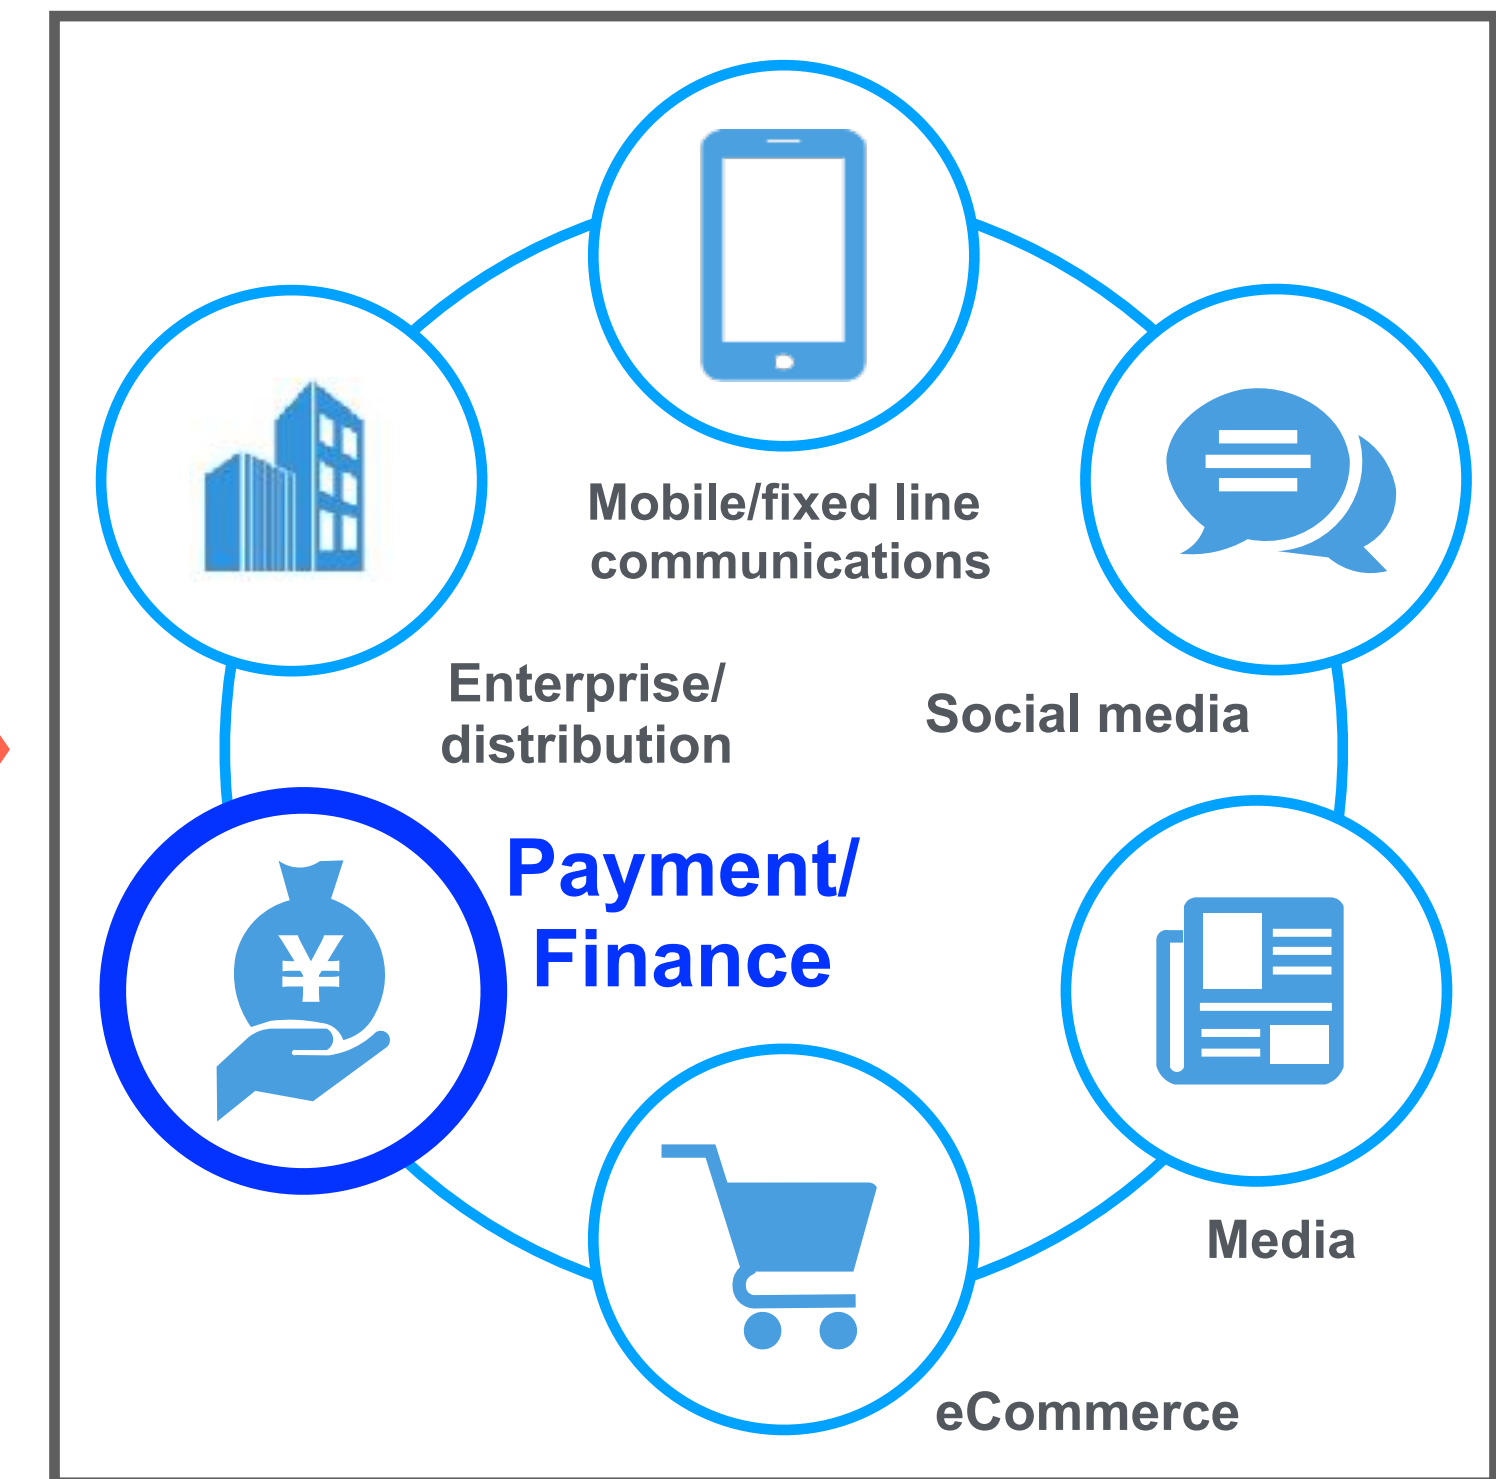 Mobile/fixed line
communications
Enterprise/
distribution
Social media
Payment/
Finance
¥
Media
eCommerce